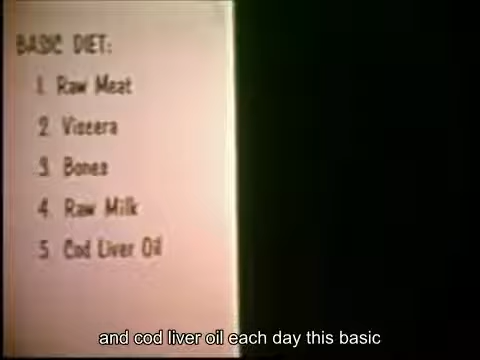 BASIC DIET:
1. Raw Meat
2. Viscera
3. Bones
4. Raw Milk
5. Cod Liver Oil
and cod liver oil each day this basic